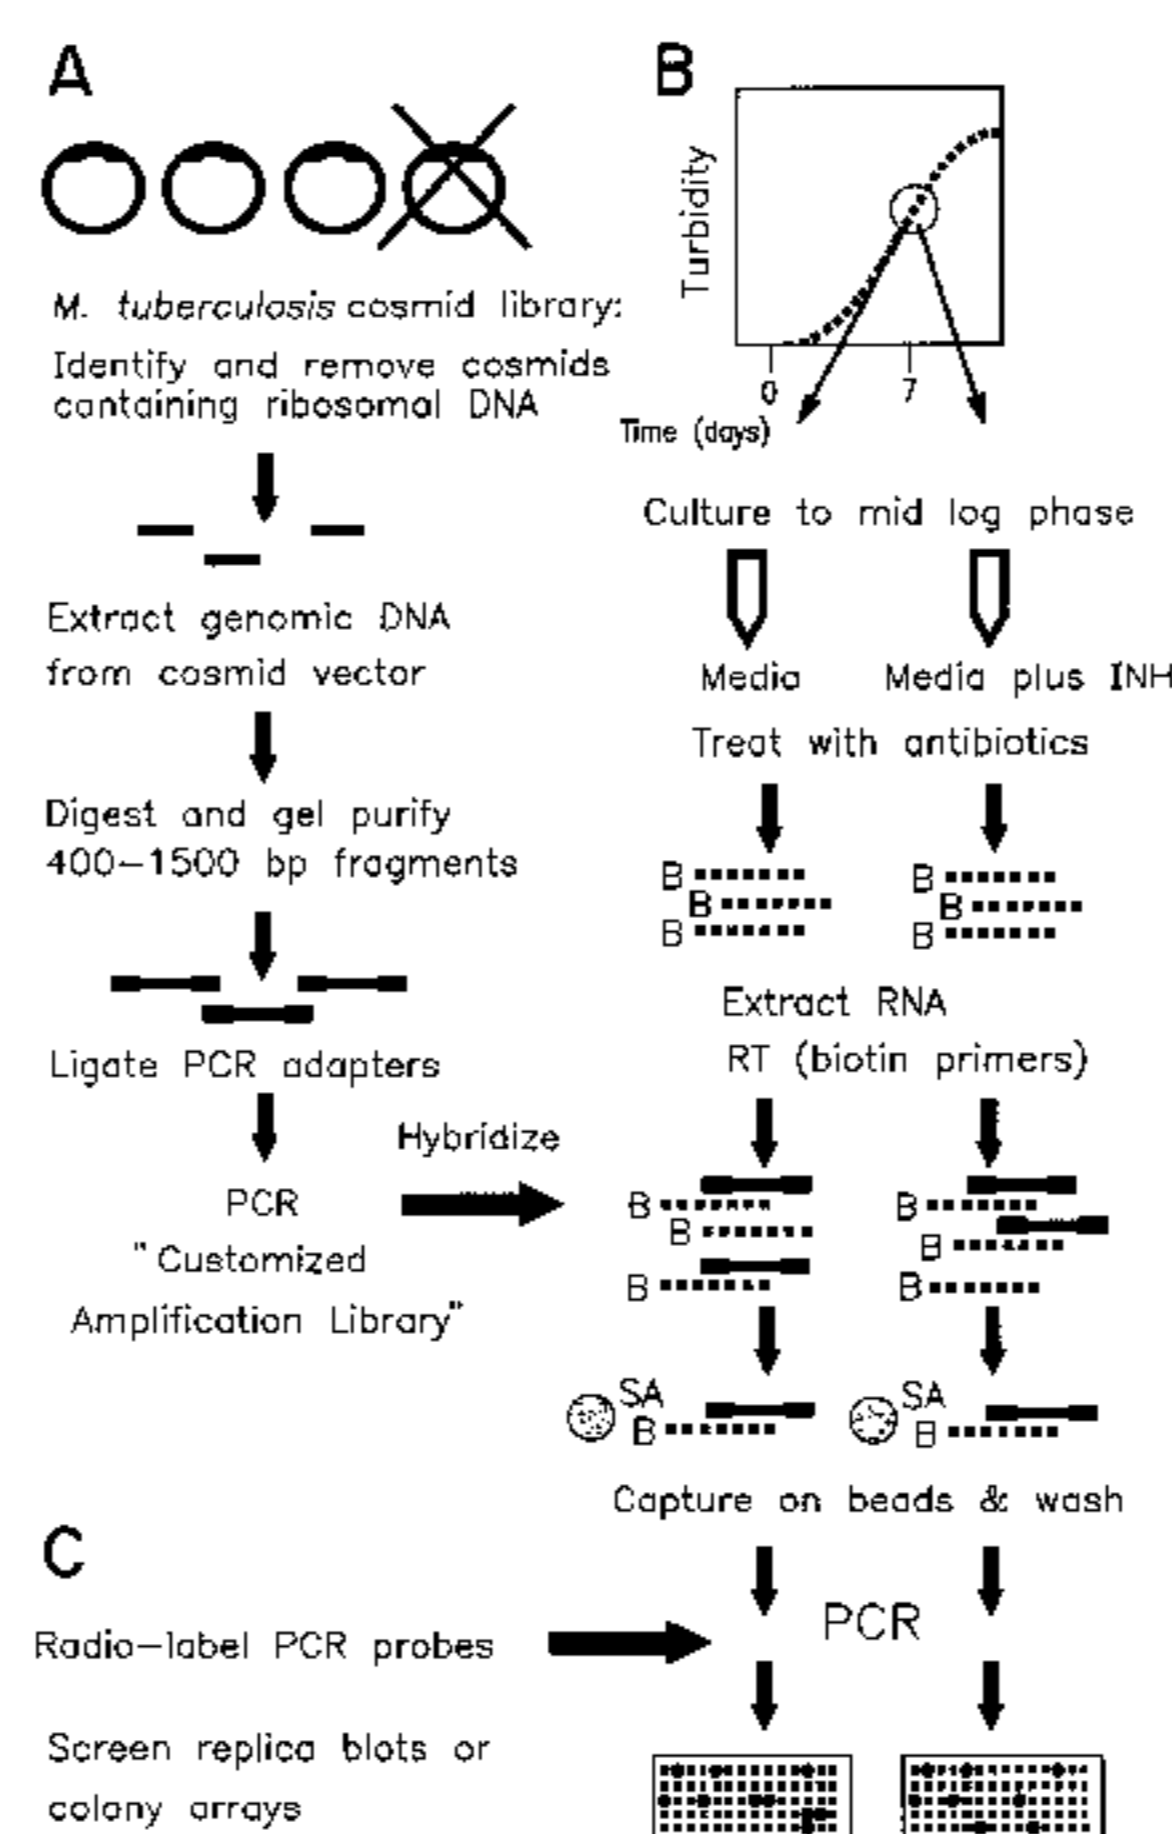 A
M. tuberculosis cosmid library:
Identify and remove cosmids
containing ribosomal DNA
Extract genomic DNA
from cosmid vector
Digest and gel purify
400-1500 bp fragments
Ligate PCR adapters
Hybridize
PCR
"Customized
Amplification Library"
B
Turbidity
0 7
Time (days)
Culture to mid log phase
Media Media plus INH
Treat with antibiotics
B B
B B
B B
Extract RNA
RT (biotin primers)
B B
B B
B B
SA SA
B B
Capture on beads & wash
PCR
C
Radio-label PCR probes
Screen replica blots or
colony arrays